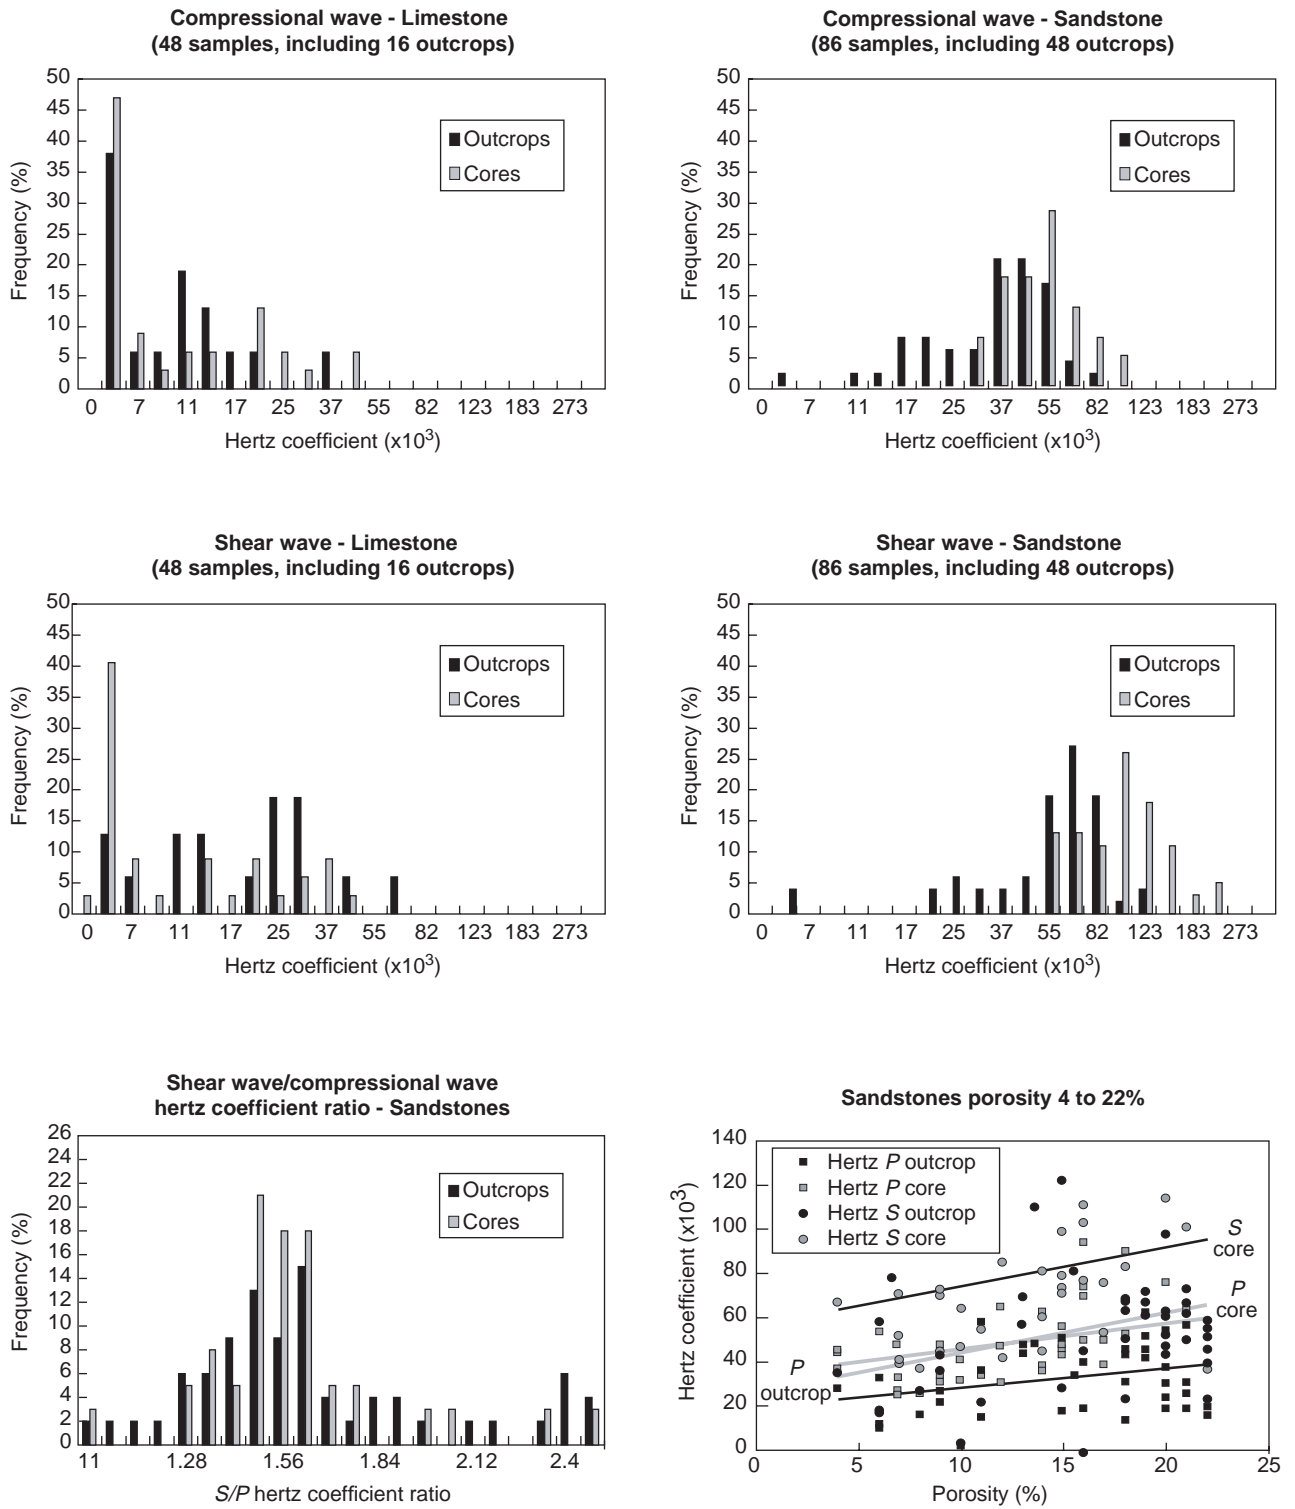 Compressional wave - Limestone
(48 samples, including 16 outcrops)
50
45
40
35
30
25
20
15
10
5
0
Frequency (%)
Outcrops
Cores
0 7 11 17 25 37 55 82 123 183 273
Hertz coefficient (x10³)
Compressional wave - Sandstone
(86 samples, including 48 outcrops)
50
45
40
35
30
25
20
15
10
5
0
Frequency (%)
Outcrops
Cores
0 7 11 17 25 37 55 82 123 183 273
Hertz coefficient (x10³)
Shear wave - Limestone
(48 samples, including 16 outcrops)
50
45
40
35
30
25
20
15
10
5
0
Frequency (%)
Outcrops
Cores
0 7 11 17 25 37 55 82 123 183 273
Hertz coefficient (x10³)
Shear wave - Sandstone
(86 samples, including 48 outcrops)
50
45
40
35
30
25
20
15
10
5
0
Frequency (%)
Outcrops
Cores
0 7 11 17 25 37 55 82 123 183 273
Hertz coefficient (x10³)
Shear wave/compressional wave
hertz coefficient ratio - Sandstones
26
24
22
20
18
16
14
12
10
8
6
4
2
0
Frequency (%)
Outcrops
Cores
11 1.28 1.56 1.84 2.12 2.4
S/P hertz coefficient ratio
Sandstones porosity 4 to 22%
140
120
100
80
60
40
20
0
Hertz coefficient (x10³)
Hertz P outcrop
Hertz P core
Hertz S outcrop
Hertz S core
S
core
P
core
P
outcrop
0 5 10 15 20 25
Porosity (%)